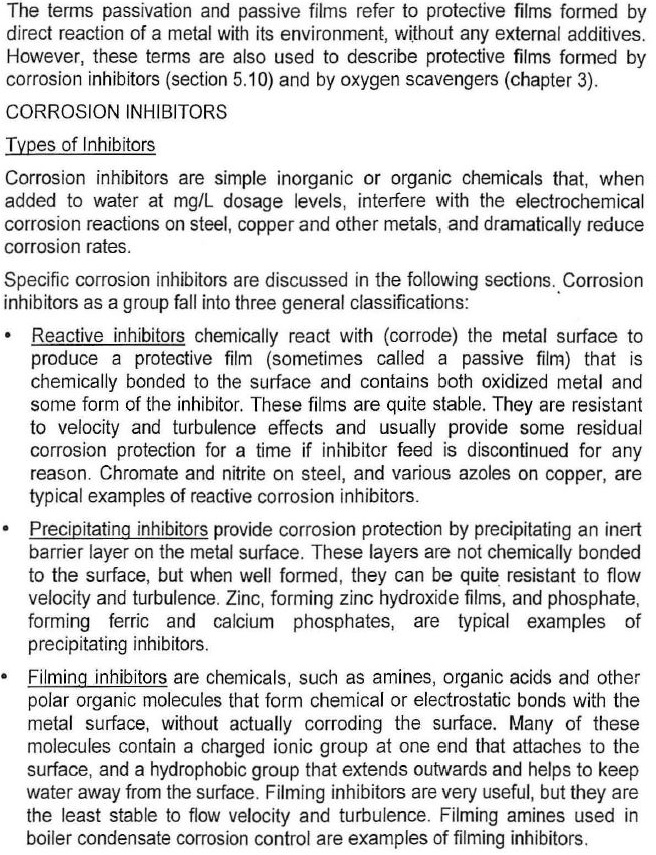 The terms passivation and passive films refer to protective films formed by
direct reaction of a metal with its environment, without any external additives.
However, these terms are also used to describe protective films formed by
corrosion inhibitors (section 5.10) and by oxygen scavengers (chapter 3).
CORROSION INHIBITORS
Types of Inhibitors
Corrosion inhibitors are simple inorganic or organic chemicals that, when
added to water at mg/L dosage levels, interfere with the electrochemical
corrosion reactions on steel, copper and other metals, and dramatically reduce
corrosion rates.
Specific corrosion inhibitors are discussed in the following sections. Corrosion
inhibitors as a group fall into three general classifications:
• Reactive inhibitors chemically react with (corrode) the metal surface to
produce a protective film (sometimes called a passive film) that is
chemically bonded to the surface and contains both oxidized metal and
some form of the inhibitor. These films are quite stable. They are resistant
to velocity and turbulence effects and usually provide some residual
corrosion protection for a time if inhibitor feed is discontinued for any
reason. Chromate and nitrite on steel, and various azoles on copper, are
typical examples of reactive corrosion inhibitors.
• Precipitating inhibitors provide corrosion protection by precipitating an inert
barrier layer on the metal surface. These layers are not chemically bonded
to the surface, but when well formed, they can be quite resistant to flow
velocity and turbulence. Zinc, forming zinc hydroxide films, and phosphate,
forming ferric and calcium phosphates, are typical examples of
precipitating inhibitors.
• Filming inhibitors are chemicals, such as amines, organic acids and other
polar organic molecules that form chemical or electrostatic bonds with the
metal surface, without actually corroding the surface. Many of these
molecules contain a charged ionic group at one end that attaches to the
surface, and a hydrophobic group that extends outwards and helps to keep
water away from the surface. Filming inhibitors are very useful, but they are
the least stable to flow velocity and turbulence. Filming amines used in
boiler condensate corrosion control are examples of filming inhibitors.